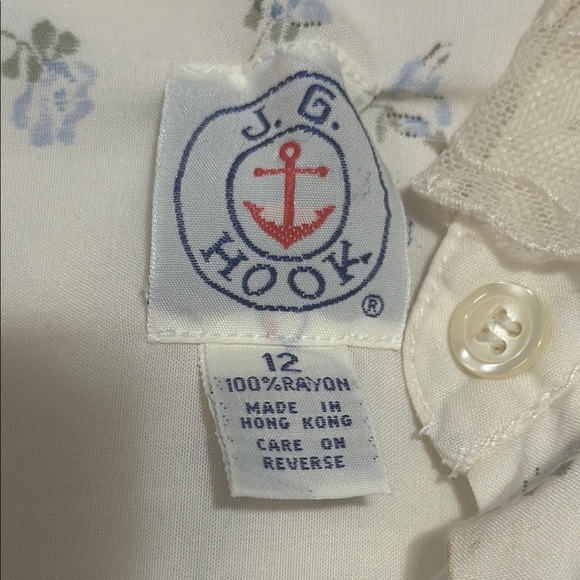 J. G.
HOOK
®
12
100% RAYON
MADE IN
HONG KONG
CARE ON
REVERSE